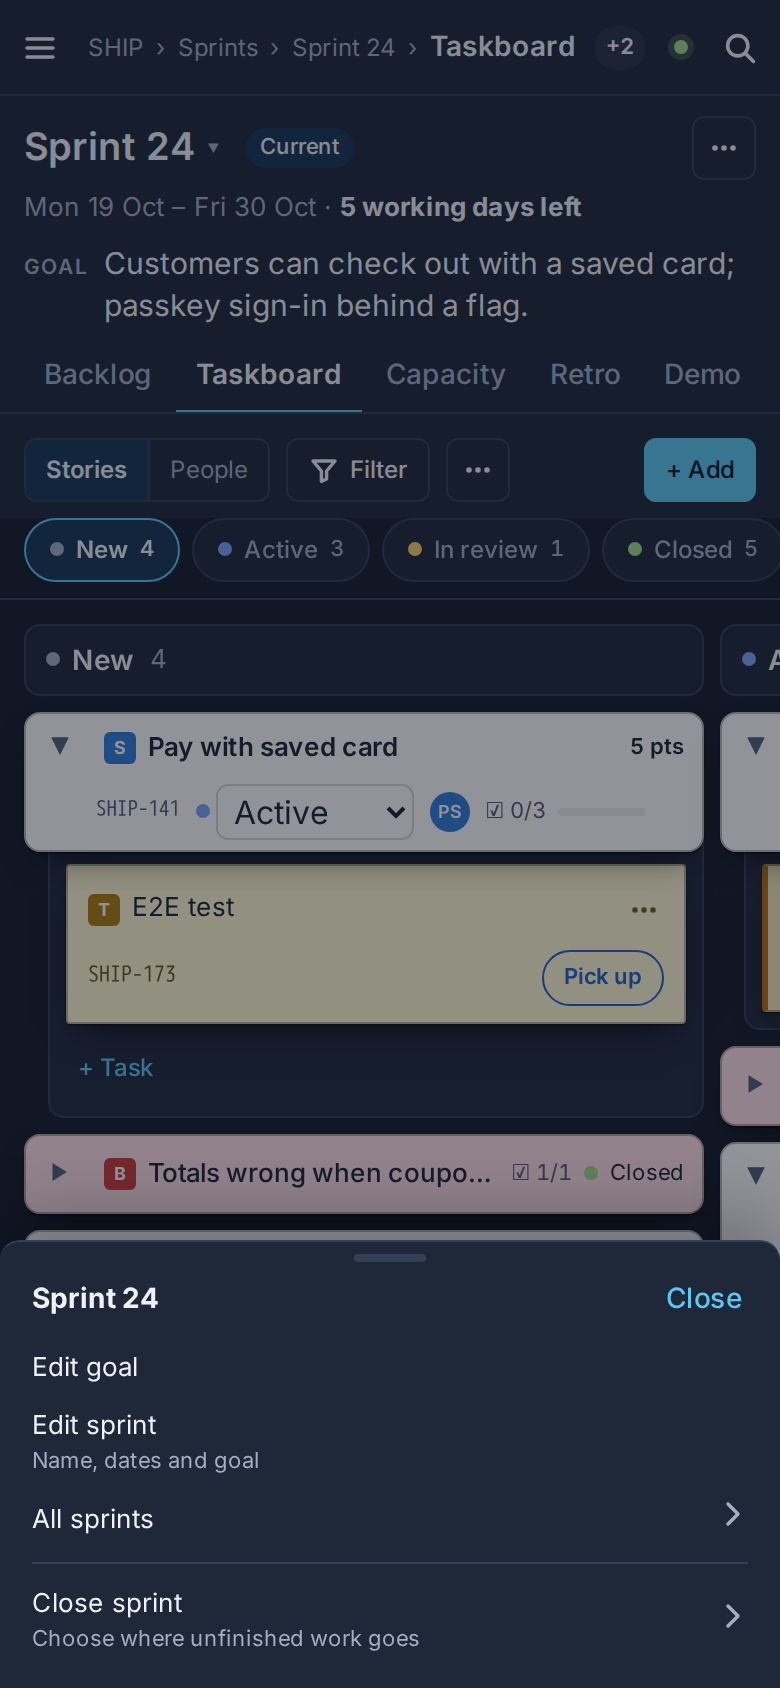 SHIP › Sprints › Sprint 24 › Taskboard +2
Sprint 24 ▾ Current •••
Mon 19 Oct – Fri 30 Oct · 5 working days left
GOAL Customers can check out with a saved card;
passkey sign-in behind a flag.
Backlog Taskboard Capacity Retro Demo
Stories People Filter ••• + Add
New 4 Active 3 In review 1 Closed 5
New 4 A
S Pay with saved card 5 pts
SHIP-141 Active PS ☑ 0/3
T E2E test •••
SHIP-173 Pick up
+ Task
B Totals wrong when coupo... ☑ 1/1 Closed
Sprint 24 Close
Edit goal
Edit sprint
Name, dates and goal
All sprints
Close sprint
Choose where unfinished work goes